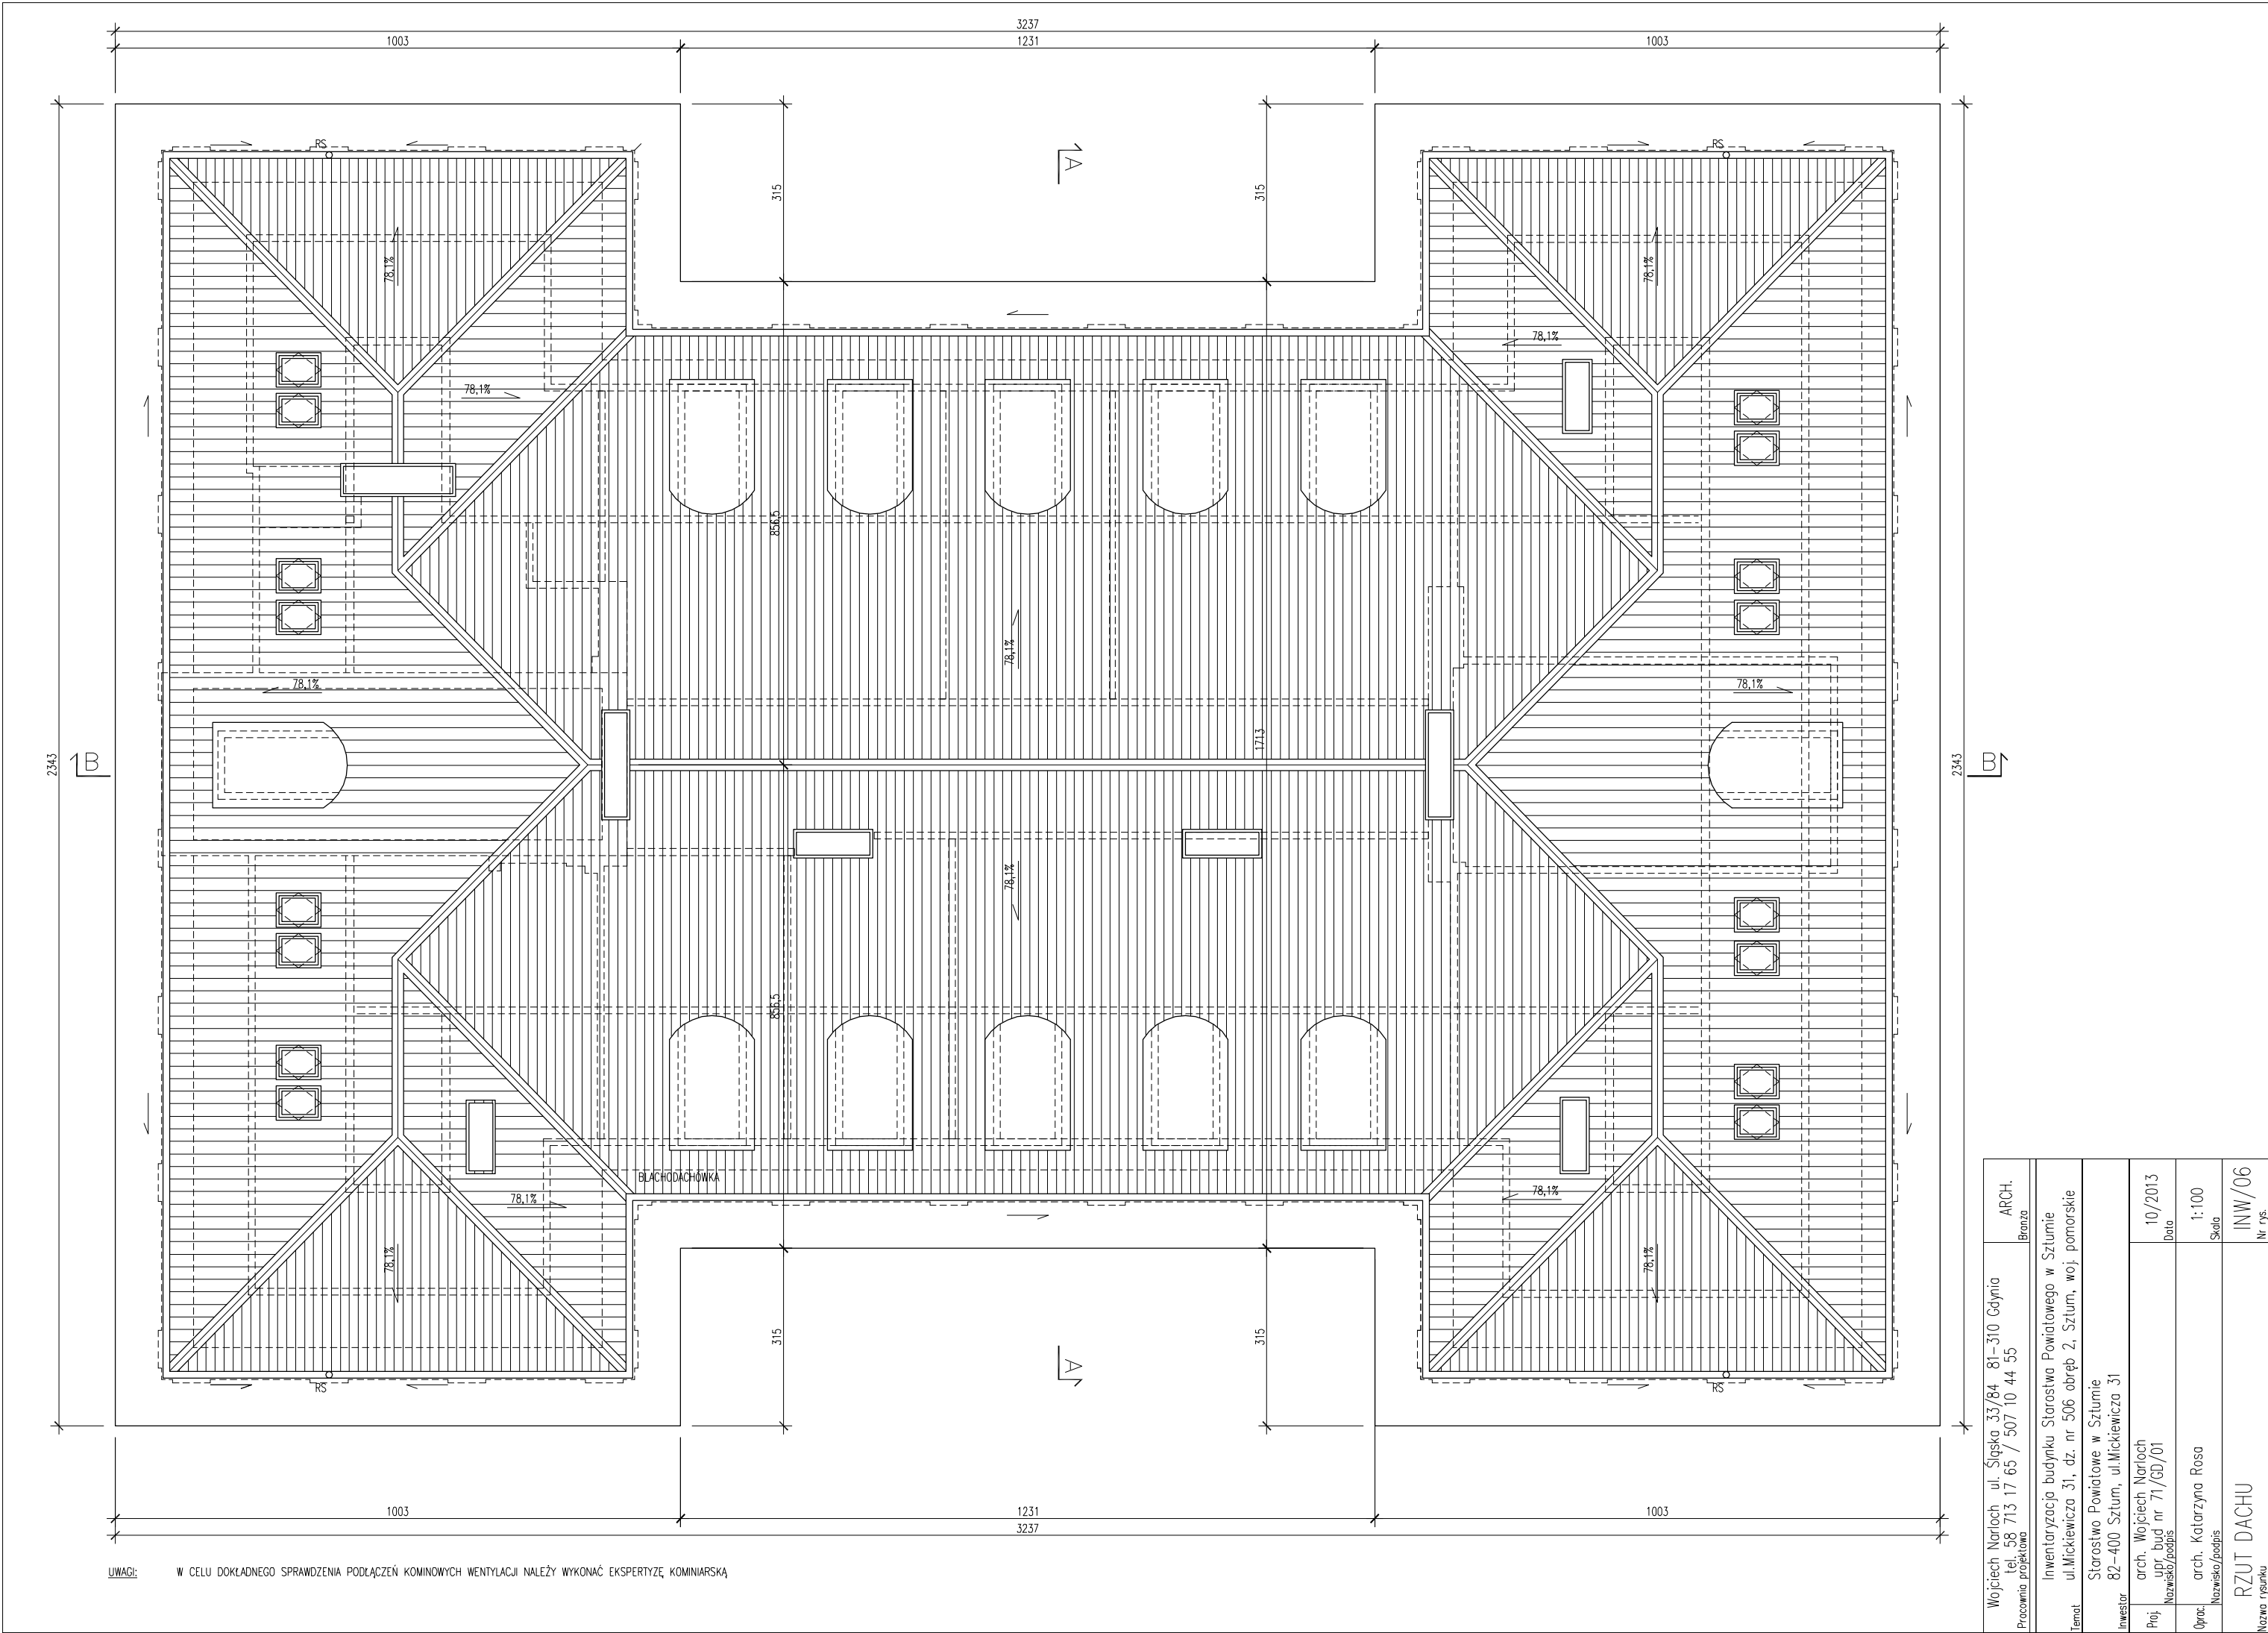 3237
1003
1231
1003
RS
RS
A
315
315
78,1%
78,1%
78,1%
78,1%
856,5
78,1%
78,1%
78,1%
1713
2343
B
2343
B
78,1%
856,5
BLACHODACHÓWKA
78,1%
78,1%
78,1%
78,1%
315
315
A
RS
RS
1003
1231
1003
3237
UWAGI: W CELU DOKŁADNEGO SPRAWDZENIA PODŁĄCZEŃ KOMINOWYCH WENTYLACJI NALEŻY WYKONAĆ EKSPERTYZĘ KOMINIARSKĄ
Wojciech Narloch ul. Śląska 33/84 81-310 Gdynia
tel. 58 713 17 65 / 507 10 44 55
Pracownia projektowa
ARCH.
Branża
Inwentaryzacja budynku Starostwa Powiatowego w Sztumie
ul.Mickiewicza 31, dz. nr 506 obręb 2, Sztum, woj. pomorskie
Temat
Starostwo Powiatowe w Sztumie
82-400 Sztum, ul.Mickiewicza 31
Inwestor
Proj.
arch. Wojciech Narloch
upr. bud nr 71/GD/01
Nazwisko/podpis
10/2013
Data
Oprac.
arch. Katarzyna Rosa
Nazwisko/podpis
1:100
Skala
RZUT DACHU
Nazwa rysunku
INW/06
Nr rys.